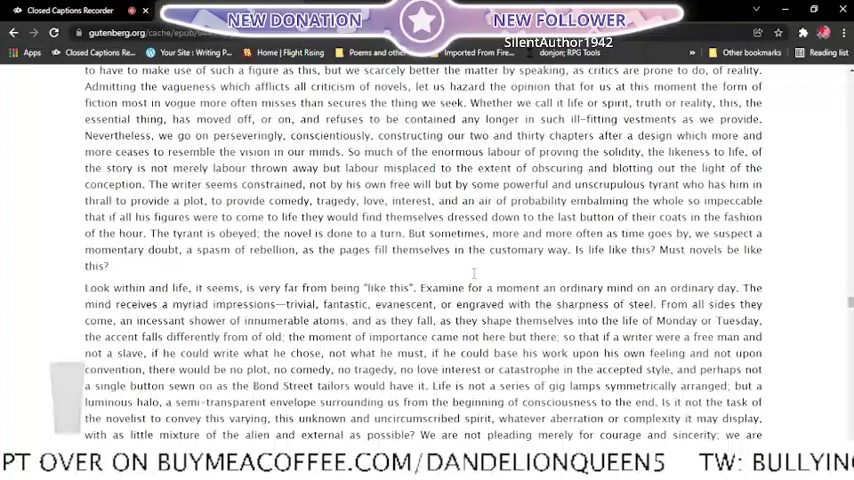 Closed Captions Recorder
NEW DONATION
NEW FOLLOWER
SilentAuthor1942
gutenberg.org/cache/epub/64
Apps
Closed Captions Rec...
Your Site : Writing P...
Home | Flight Rising
Poems and othe
Imported From Fire...
donjon; RPG Tools
»
Other bookmarks
Reading list
to have to make use of such a figure as this, but we scarcely better the matter by speaking, as critics are prone to do, of reality.
Admitting the vagueness which afflicts all criticism of novels, let us hazard the opinion that for us at this moment the form of
fiction most in vogue more often misses than secures the thing we seek. Whether we call it life or spirit, truth or reality, this, the
essential thing, has moved off, or on, and refuses to be contained any longer in such ill-fitting vestments as we provide.
Nevertheless, we go on perseveringly, conscientiously, constructing our two and thirty chapters after a design which more and
more ceases to resemble the vision in our minds. So much of the enormous labour of proving the solidity, the likeness to life, of
the story is not merely labour thrown away but labour misplaced to the extent of obscuring and blotting out the light of the
conception. The writer seems constrained, not by his own free will but by some powerful and unscrupulous tyrant who has him in
thrall to provide a plot, to provide comedy, tragedy, love, interest, and an air of probability embalming the whole so impeccable
that if all his figures were to come to life they would find themselves dressed down to the last button of their coats in the fashion
of the hour. The tyrant is obeyed; the novel is done to a turn. But sometimes, more and more often as time goes by, we suspect a
momentary doubt, a spasm of rebellion, as the pages fill themselves in the customary way. Is life like this? Must novels be like
this?
Look within and life, it seems, is very far from being "like this". Examine for a moment an ordinary mind on an ordinary day. The
mind receives a myriad impressions—trivial, fantastic, evanescent, or engraved with the sharpness of steel. From all sides they
come, an incessant shower of innumerable atoms, and as they fall, as they shape themselves into the life of Monday or Tuesday,
the accent falls differently from of old; the moment of importance came not here but there; so that if a writer were a free man and
not a slave, if he could write what he chose, not what he must, if he could base his work upon his own feeling and not upon
convention, there would be no plot, no comedy, no tragedy, no love interest or catastrophe in the accepted style, and perhaps not
a single button sewn on as the Bond Street tailors would have it. Life is not a series of gig lamps symmetrically arranged; but a
luminous halo, a semi-transparent envelope surrounding us from the beginning of consciousness to the end. Is it not the task of
the novelist to convey this varying, this unknown and uncircumscribed spirit, whatever aberration or complexity it may display,
with as little mixture of the alien and external as possible? We are not pleading merely for courage and sincerity; we are
PT OVER ON BUYMEACOFFEE.COM/DANDELIONQUEEN5 TW: BULLYING